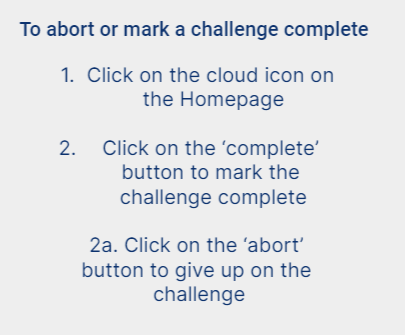 To abort or mark a challenge complete
1. Click on the cloud icon on
the Homepage
2. Click on the ‘complete’
button to mark the
challenge complete
2a. Click on the ‘abort’
button to give up on the
challenge